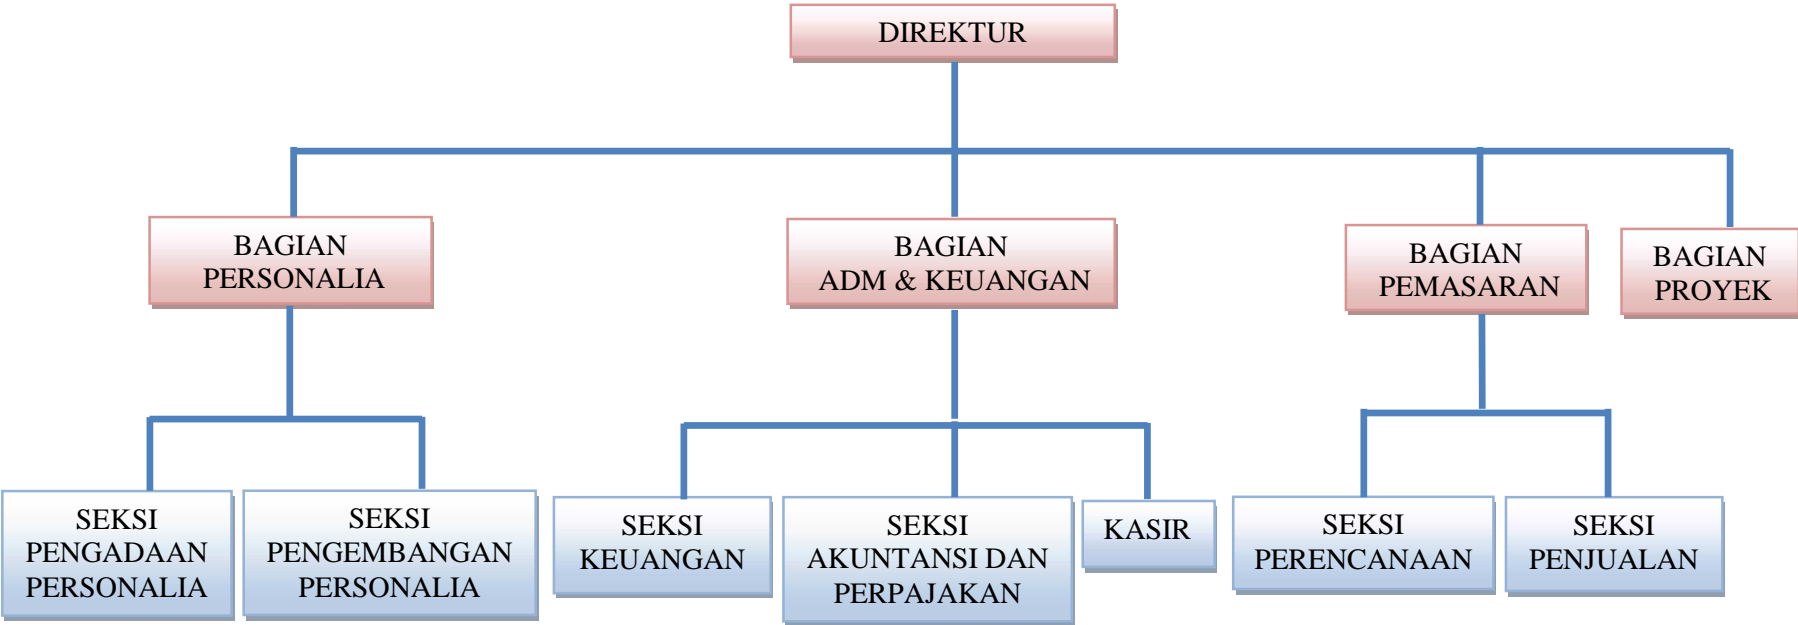 DIREKTUR
BAGIAN
PERSONALIA
BAGIAN
ADM & KEUANGAN
BAGIAN
PEMASARAN
BAGIAN
PROYEK
SEKSI
PENGADAAN
PERSONALIA
SEKSI
PENGEMBANGAN
PERSONALIA
SEKSI
KEUANGAN
SEKSI
AKUNTANSI DAN
PERPAJAKAN
KASIR
SEKSI
PERENCANAAN
SEKSI
PENJUALAN